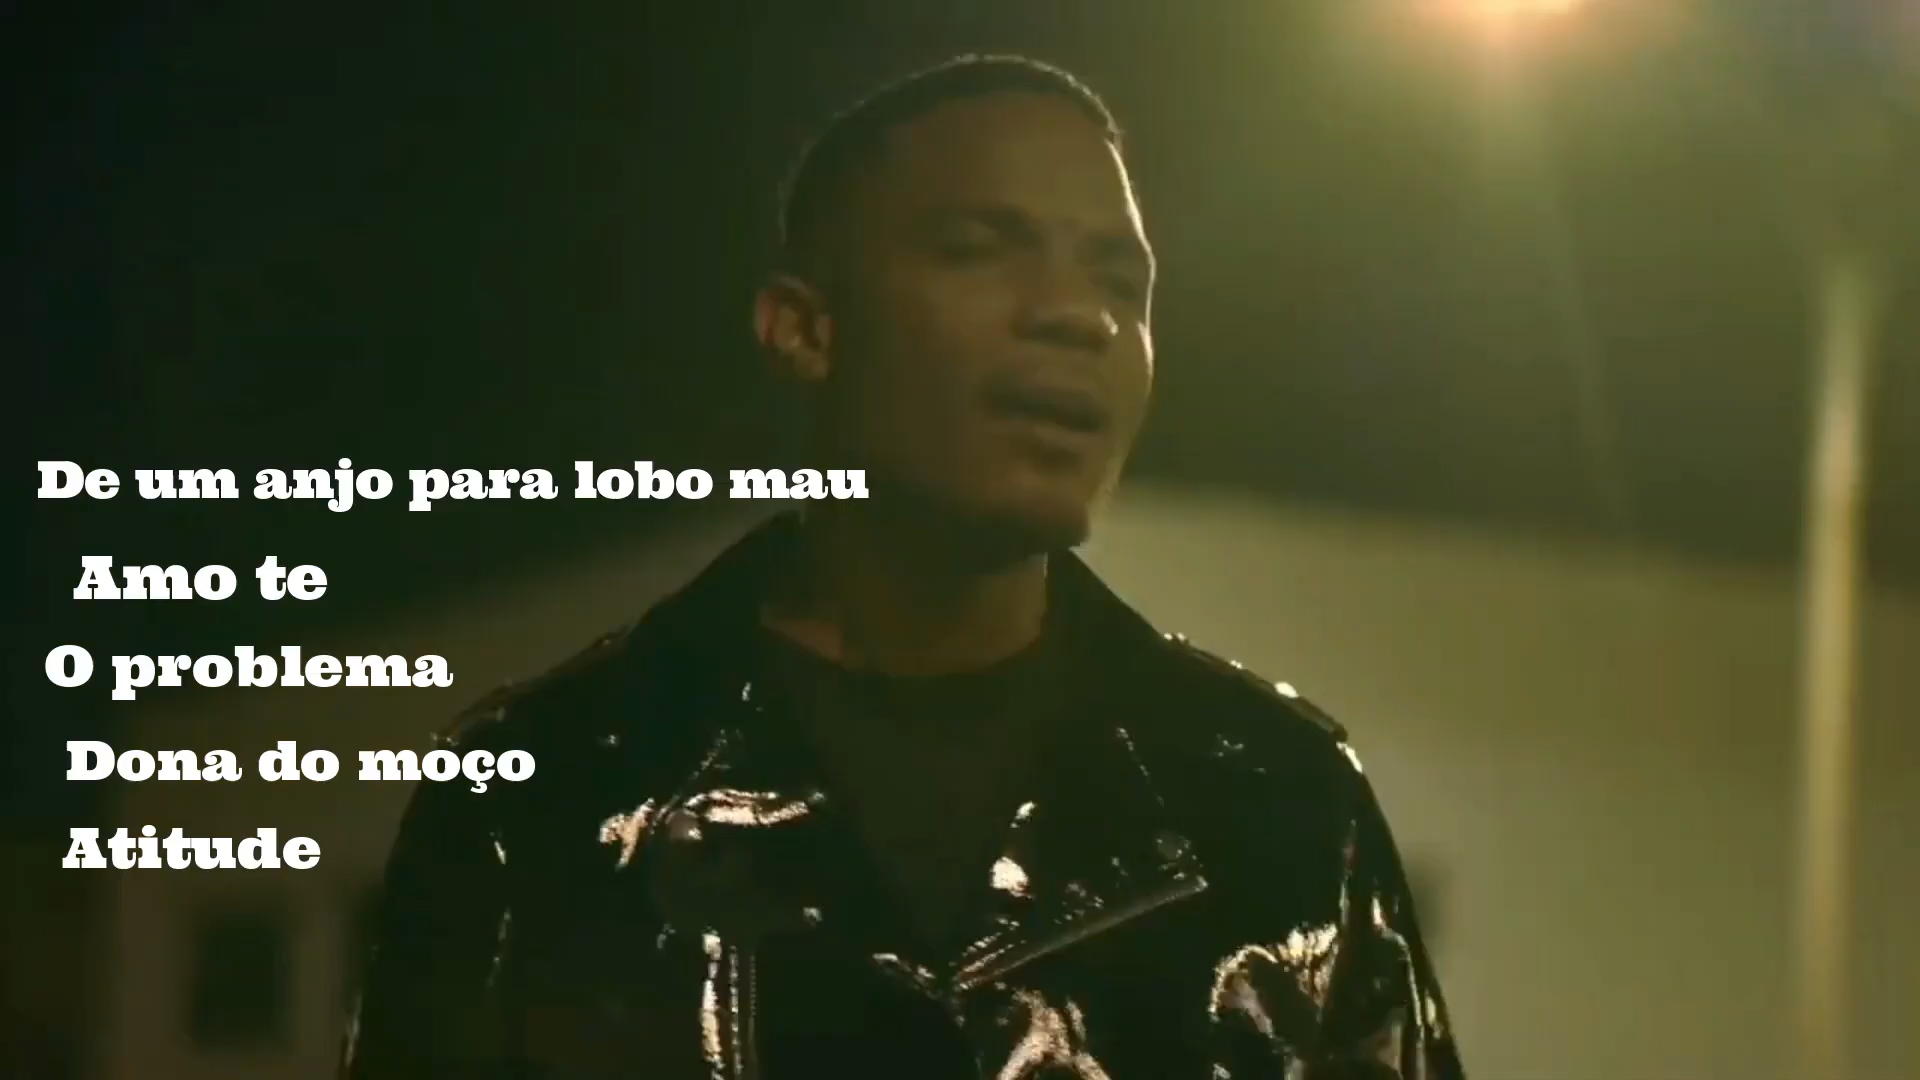 De um anjo para lobo mau
Amo te
O problema
Dona do moço
Atitude